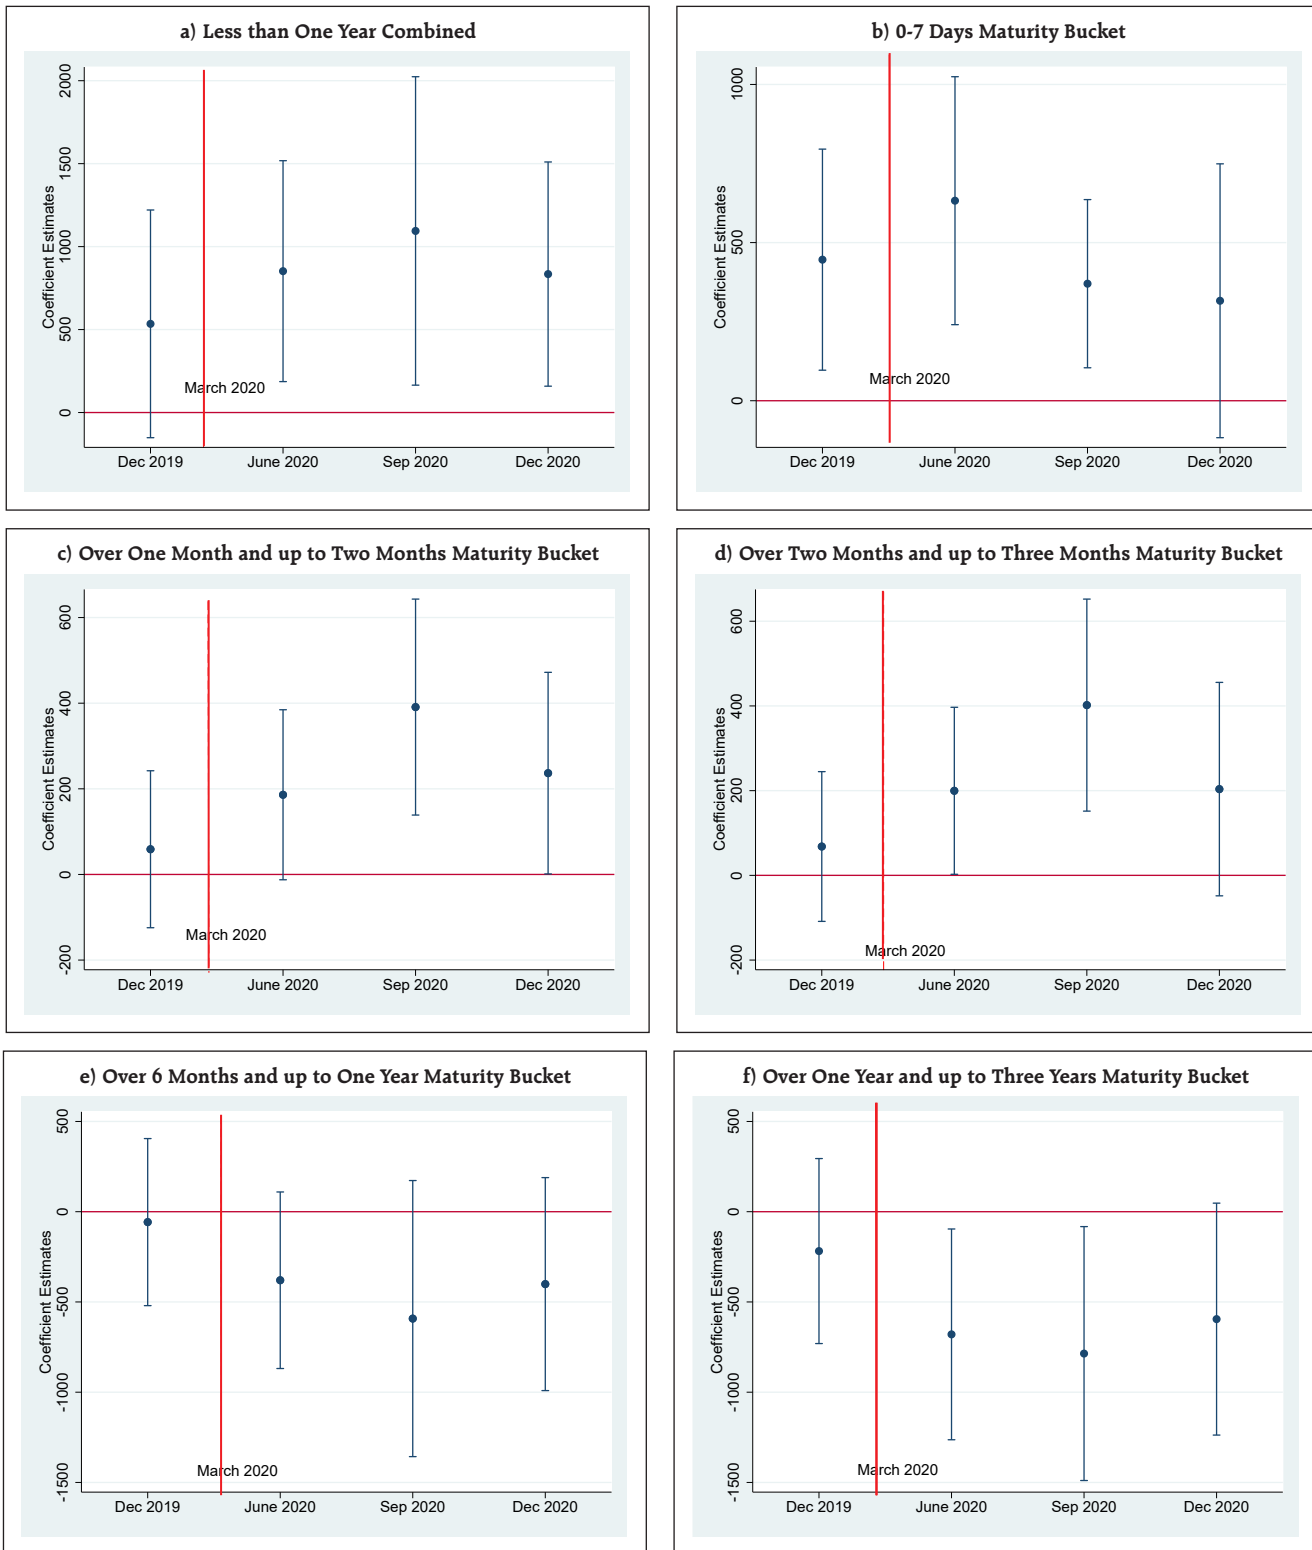 a) Less than One Year Combined
Coefficient Estimates
2000
1500
1000
500
0
March 2020
Dec 2019 June 2020 Sep 2020 Dec 2020
b) 0-7 Days Maturity Bucket
Coefficient Estimates
1000
500
0
March 2020
Dec 2019 June 2020 Sep 2020 Dec 2020
c) Over One Month and up to Two Months Maturity Bucket
Coefficient Estimates
600
400
200
0
-200
March 2020
Dec 2019 June 2020 Sep 2020 Dec 2020
d) Over Two Months and up to Three Months Maturity Bucket
Coefficient Estimates
600
400
200
0
-200
March 2020
Dec 2019 June 2020 Sep 2020 Dec 2020
e) Over 6 Months and up to One Year Maturity Bucket
Coefficient Estimates
500
0
-500
-1000
-1500
March 2020
Dec 2019 June 2020 Sep 2020 Dec 2020
f) Over One Year and up to Three Years Maturity Bucket
Coefficient Estimates
500
0
-500
-1000
-1500
March 2020
Dec 2019 June 2020 Sep 2020 Dec 2020